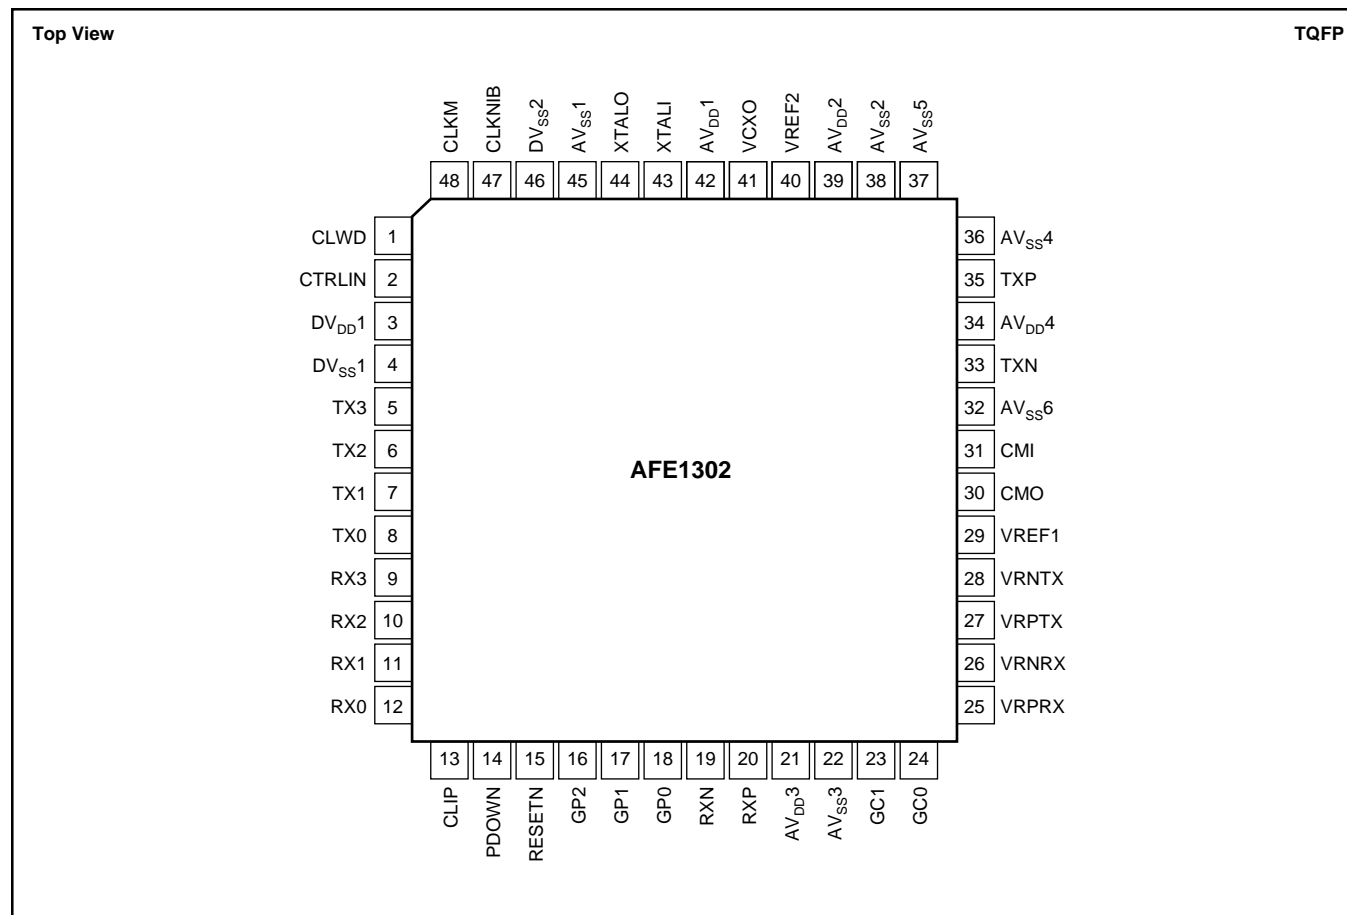 Top View
TQFP
CLKM
CLKNIB
DVSS2
AVSS1
XTALO
XTALI
AVDD1
VCXO
VREF2
AVDD2
AVSS2
AVSS5
48 47 46 45 44 43 42 41 40 39 38 37
CLWD 1
CTRLIN 2
DVDD1 3
DVSS1 4
TX3 5
TX2 6
TX1 7
TX0 8
RX3 9
RX2 10
RX1 11
RX0 12
AFE1302
36 AVSS4
35 TXP
34 AVDD4
33 TXN
32 AVSS6
31 CMI
30 CMO
29 VREF1
28 VRNTX
27 VRPTX
26 VRNRX
25 VRPRX
13 14 15 16 17 18 19 20 21 22 23 24
CLIP
PDOWN
RESETN
GP2
GP1
GP0
RXN
RXP
AVDD3
AVSS3
GC1
GC0